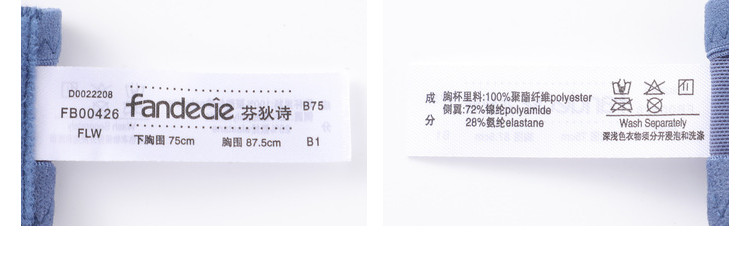 D0022208
FB00426
FLW
fandecie 芬狄诗
B75
下胸围 75cm 胸围 87.5cm B1
成分
胸杯里料:100%聚酯纤维polyester
侧翼:72%锦纶polyamide
28%氨纶elastane
Wash Separately
深浅色衣物须分开浸泡和洗涤